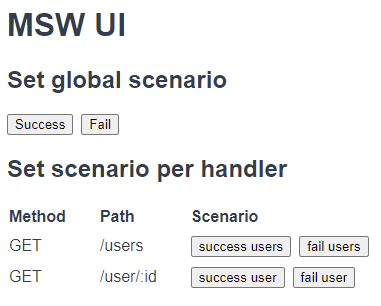 MSW UI
Set global scenario
Success Fail
Set scenario per handler
Method Path Scenario
GET /users success users fail users
GET /user/:id success user fail user